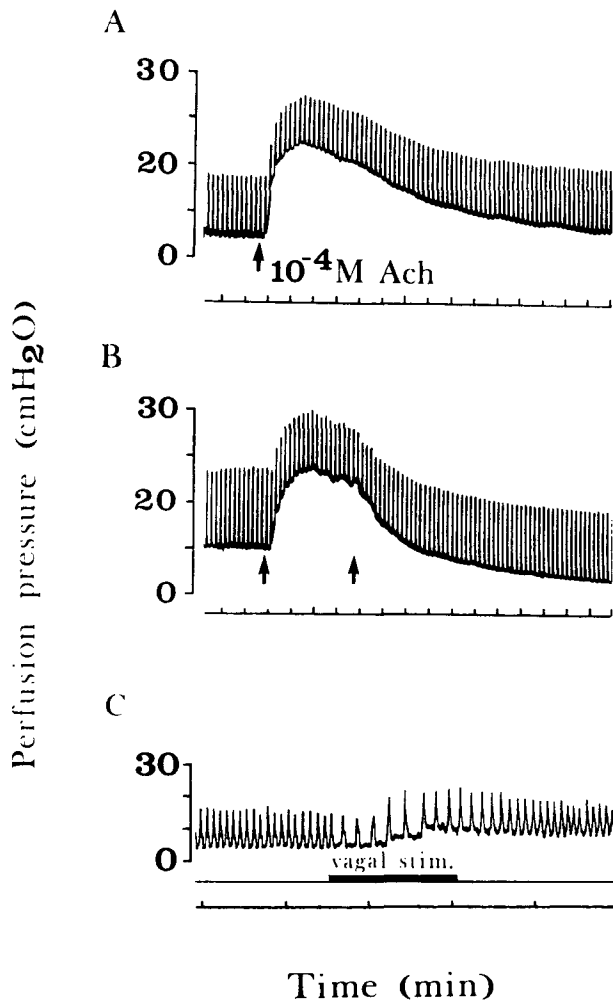 A
30
20
0
10⁻⁴M Ach
B
30
20
0
C
30
0
vagal stim.
Perfusion pressure (cmH₂O)
Time (min)